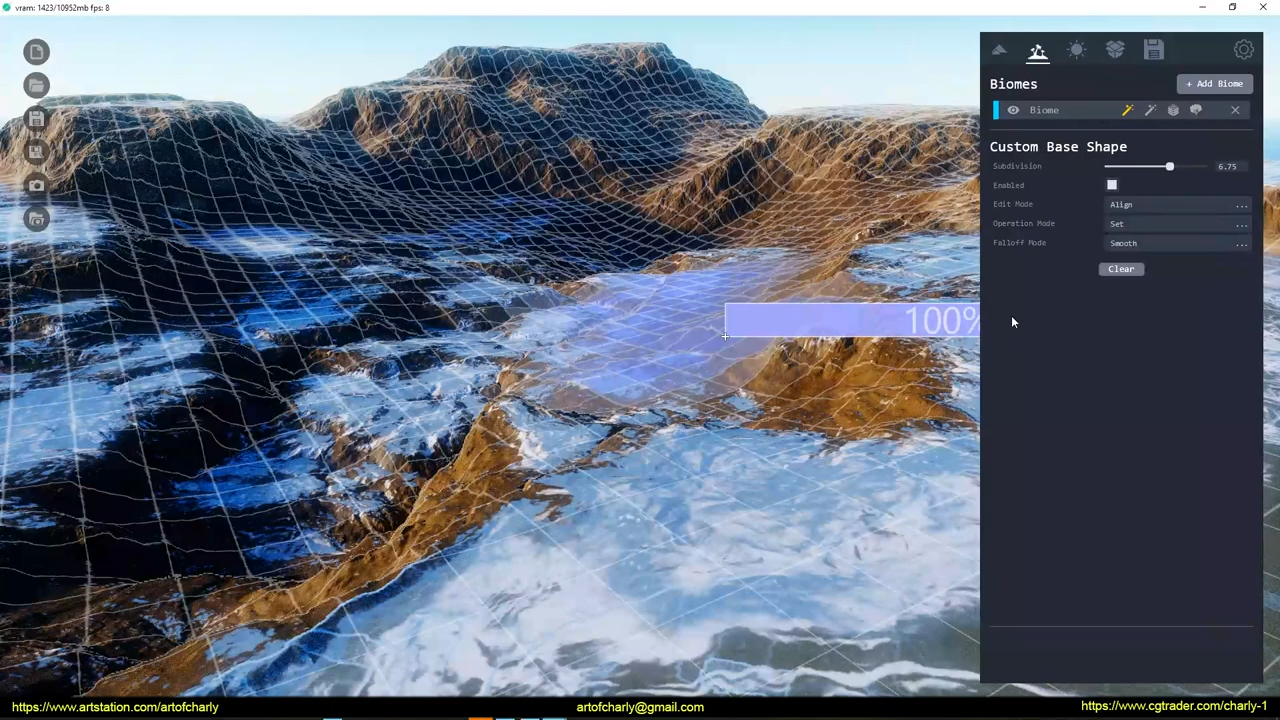 vram: 1423/10952mb fps: 8
Biomes
+ Add Biome
Biome
Custom Base Shape
Subdivision 6.75
Enabled
Edit Mode Align ...
Operation Mode Set ...
Falloff Mode Smooth ...
Clear
100%
https://www.artstation.com/artofcharly
artofcharly@gmail.com
https://www.cgtrader.com/charly-1